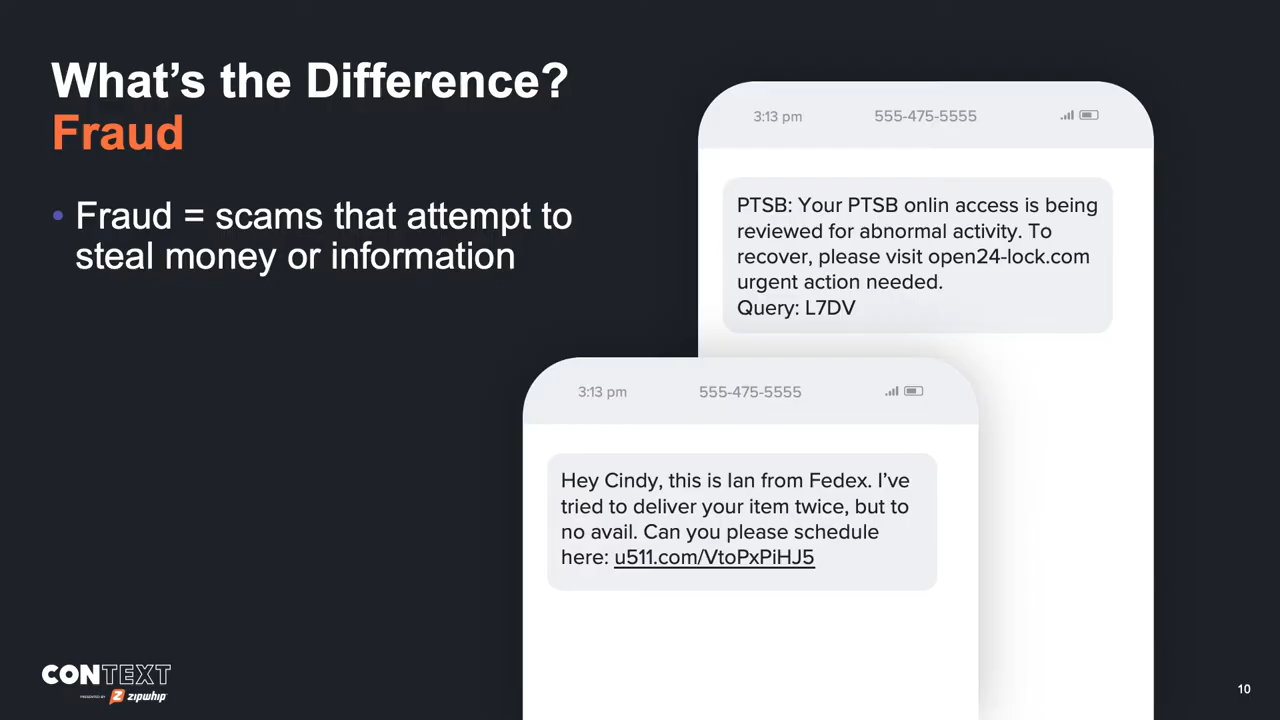 What's the Difference?
Fraud
• Fraud = scams that attempt to
steal money or information
3:13 pm 555-475-5555
PTSB: Your PTSB onlin access is being
reviewed for abnormal activity. To
recover, please visit open24-lock.com
urgent action needed.
Query: L7DV
3:13 pm 555-475-5555
Hey Cindy, this is Ian from Fedex. I've
tried to deliver your item twice, but to
no avail. Can you please schedule
here: u511.com/VtoPxPiHJ5
CONTEXT
PRESENTED BY zipwhip
10